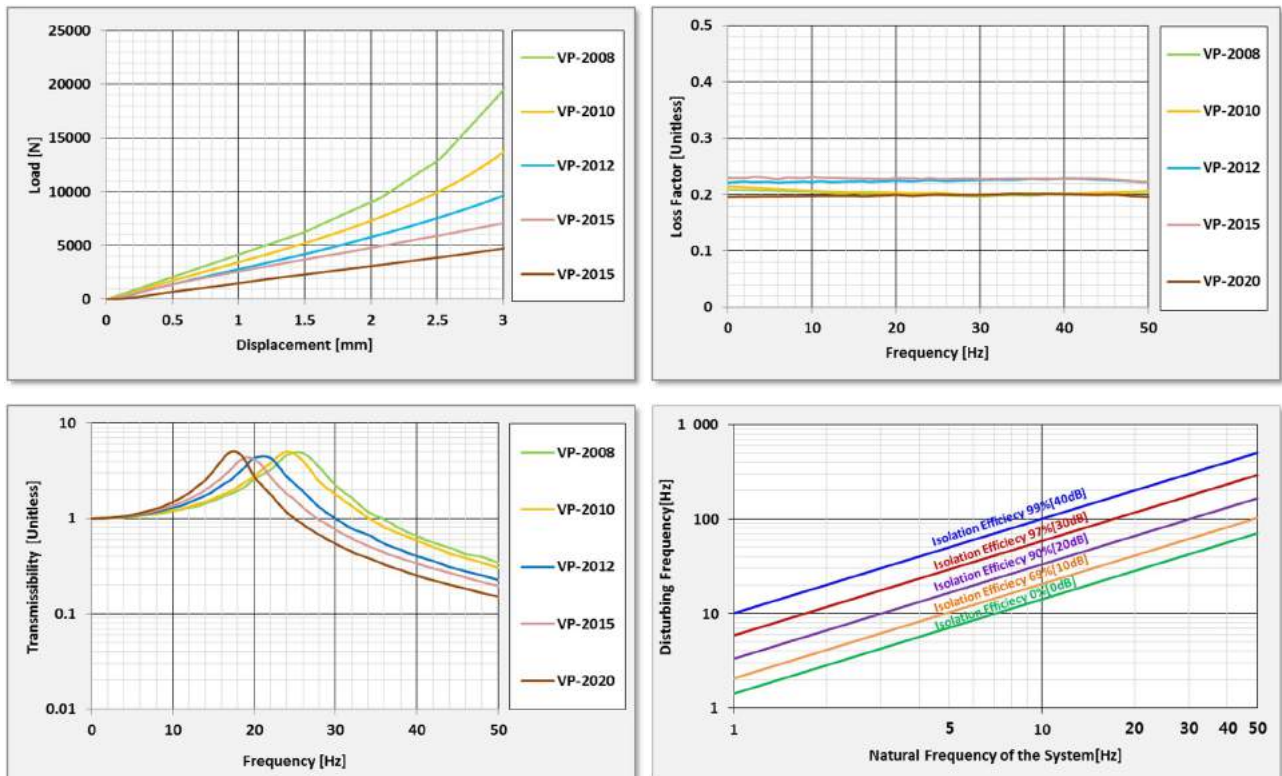 25000
20000
15000
10000
5000
0
Load [N]
0 0.5 1 1.5 2 2.5 3
Displacement [mm]
VP-2008
VP-2010
VP-2012
VP-2015
VP-2015
0.5
0.4
0.3
0.2
0.1
0
Loss Factor [Unitless]
0 10 20 30 40 50
Frequency [Hz]
VP-2008
VP-2010
VP-2012
VP-2015
VP-2020
10
1
0.1
0.01
Transmissibility [Unitless]
0 10 20 30 40 50
Frequency [Hz]
VP-2008
VP-2010
VP-2012
VP-2015
VP-2020
1 000
100
10
1
Disturbing Frequency[Hz]
Isolation Efficiecy 99%[40dB]
Isolation Efficiecy 97%[30dB]
Isolation Efficiecy 90%[20dB]
Isolation Efficiecy 69%[10dB]
Isolation Efficiecy 0%[0dB]
1 5 10 20 30 50
Natural Frequency of the System[Hz]